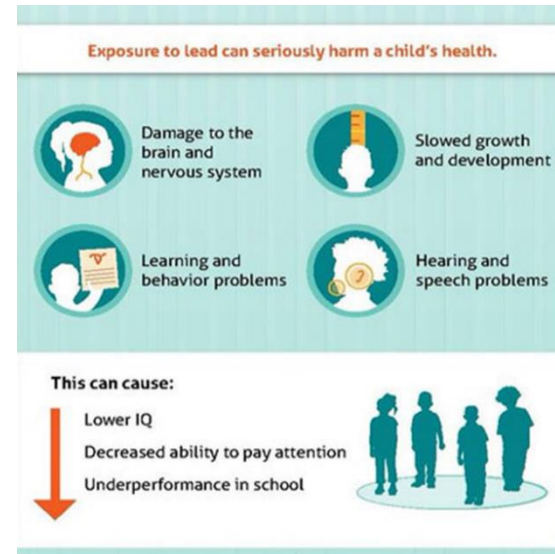 Exposure to lead can seriously harm a child's health.
Damage to the
brain and
nervous system
Slowed growth
and development
Learning and
behavior problems
Hearing and
speech problems
This can cause:
Lower IQ
Decreased ability to pay attention
Underperformance in school